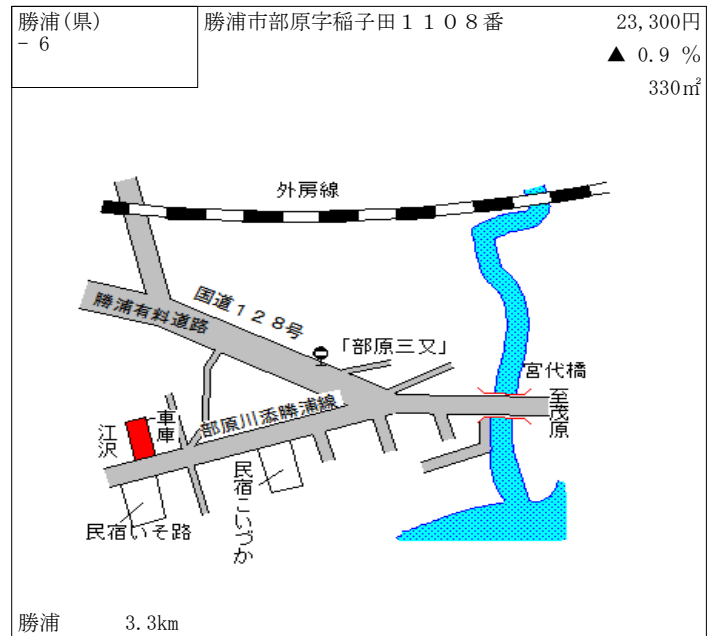 勝浦(県)
－6
勝浦市部原字稲子田１１０８番
23,300円
▲ 0.9 %
330㎡
外房線
国道１２８号
勝浦有料道路
「部原三又」
宮代橋
至茂原
部原川添勝浦線
車庫
江沢
民宿こいづか
民宿いそ路
勝浦 3.3km